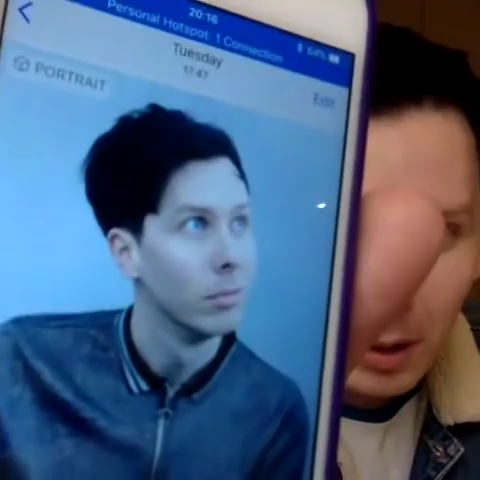 20:16
Personal Hotspot: 1 Connection
64%
Tuesday
17:47
PORTRAIT
Edit